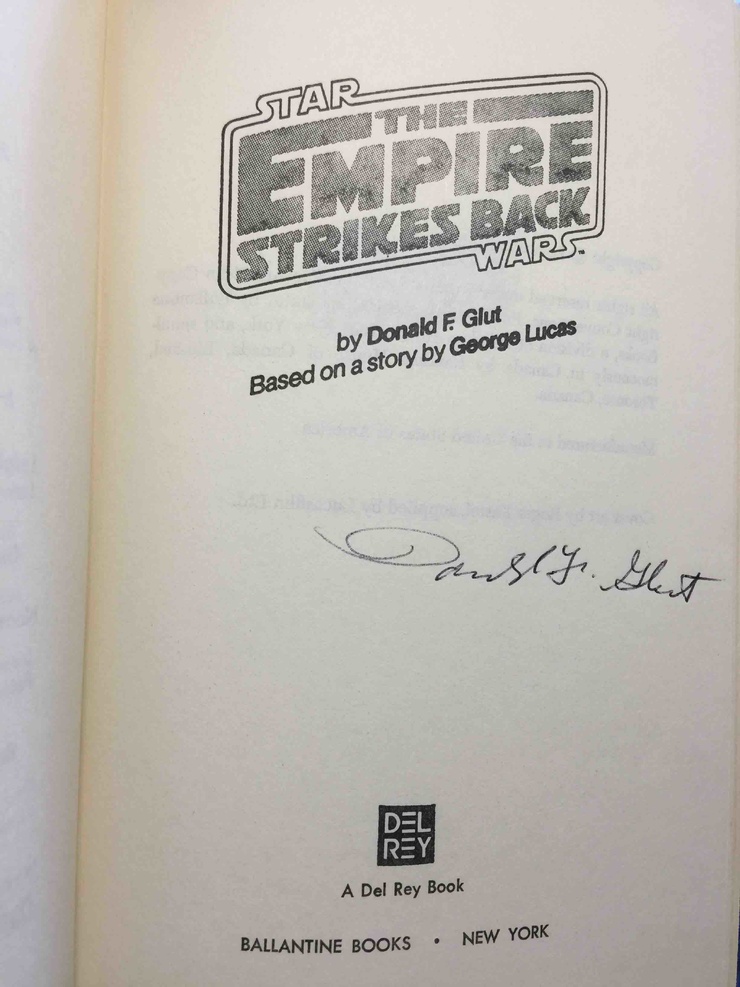 STAR
THE
EMPIRE
STRIKES BACK
WARS™
by Donald F. Glut
Based on a story by George Lucas
Donald F. Glut
DEL
REY
A Del Rey Book
BALLANTINE BOOKS • NEW YORK